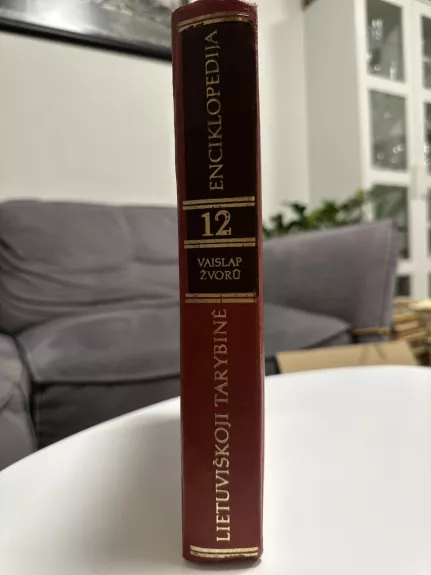 LIETUVIŠKOJI TARYBINĖ
ENCIKLOPEDIJA
12
VAISLAP
ŽVORŪ